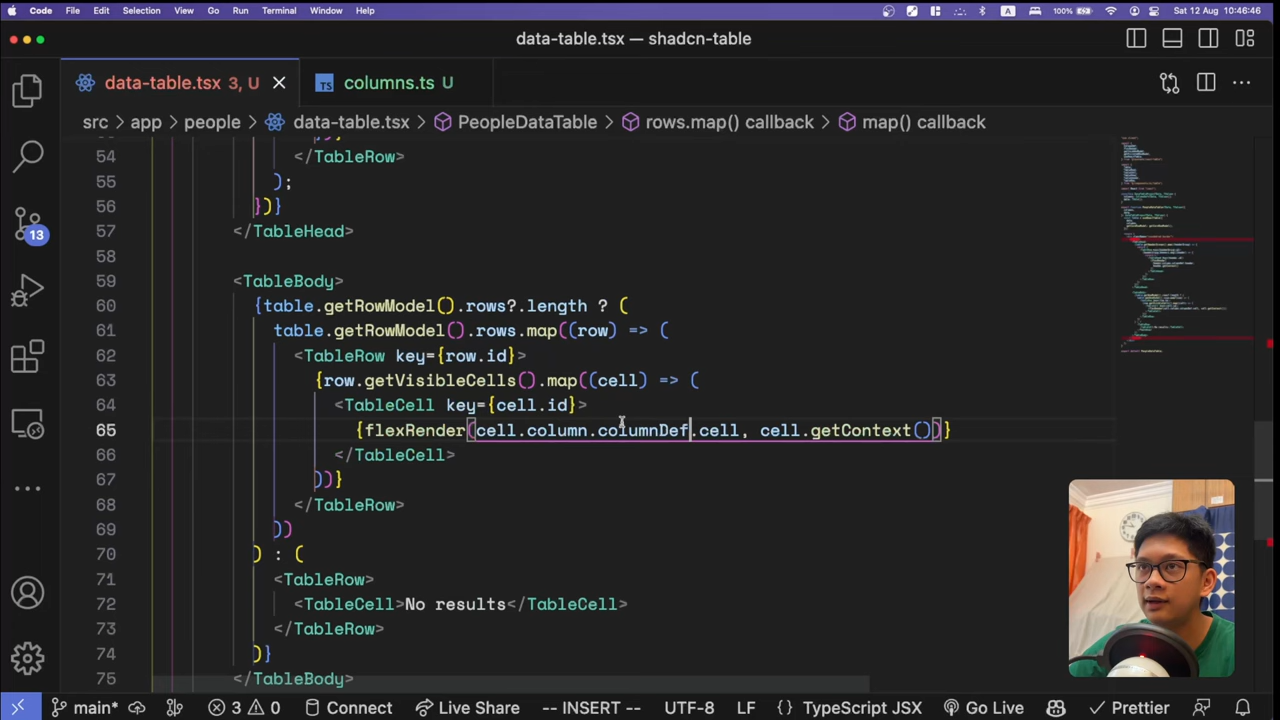 Code File Edit Selection View Go Run Terminal Window Help A 100% Sat 12 Aug 10:46:46
data-table.tsx — shadcn-table
data-table.tsx 3, U TS columns.ts U
src > app > people > data-table.tsx > PeopleDataTable > rows.map() callback > map() callback
54 </TableRow>
55 );
56 })}
57 </TableHead>
58
59 <TableBody>
60 {table.getRowModel().rows?.length ? (
61 table.getRowModel().rows.map((row) => (
62 <TableRow key={row.id}>
63 {row.getVisibleCells().map((cell) => (
64 <TableCell key={cell.id}>
65 {flexRender(cell.column.columnDef.cell, cell.getContext())}
66 </TableCell>
67 ))}
68 </TableRow>
69 ))
70 ) : (
71 <TableRow>
72 <TableCell>No results</TableCell>
73 </TableRow>
74 )}
75 </TableBody>
13
main* 3 0 Connect Live Share -- INSERT -- UTF-8 LF {} TypeScript JSX Go Live Prettier